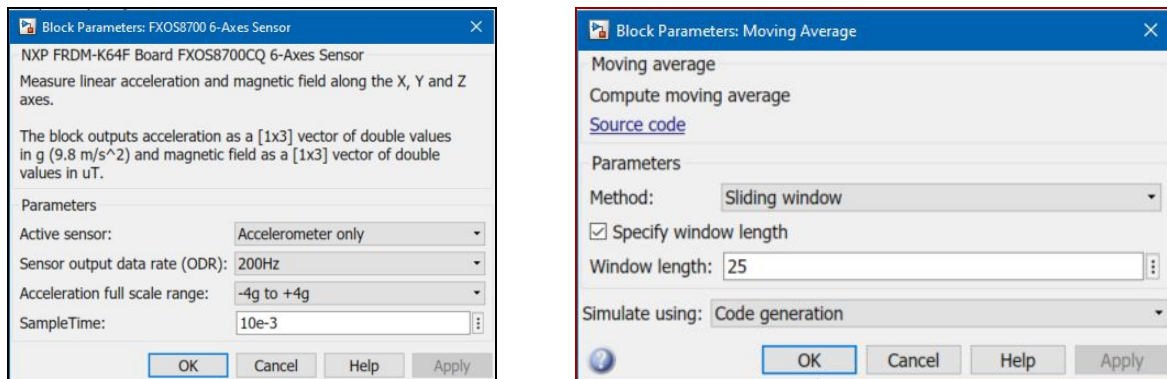 Block Parameters: FXOS8700 6-Axes Sensor
NXP FRDM-K64F Board FXOS8700CQ 6-Axes Sensor
Measure linear acceleration and magnetic field along the X, Y and Z
axes.
The block outputs acceleration as a [1x3] vector of double values
in g (9.8 m/s^2) and magnetic field as a [1x3] vector of double
values in uT.
Parameters
Active sensor: Accelerometer only
Sensor output data rate (ODR): 200Hz
Acceleration full scale range: -4g to +4g
SampleTime: 10e-3
OK Cancel Help Apply
Block Parameters: Moving Average
Moving average
Compute moving average
Source code
Parameters
Method: Sliding window
Specify window length
Window length: 25
Simulate using: Code generation
OK Cancel Help Apply